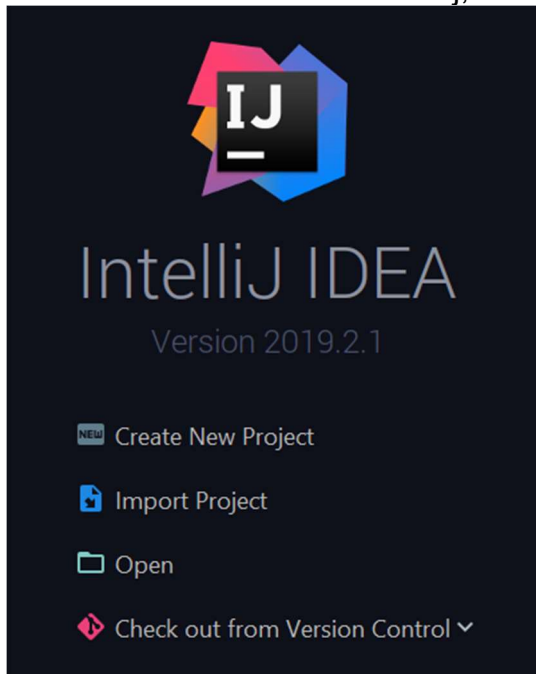 IJ
IntelliJ IDEA
Version 2019.2.1
NEW Create New Project
Import Project
Open
Check out from Version Control